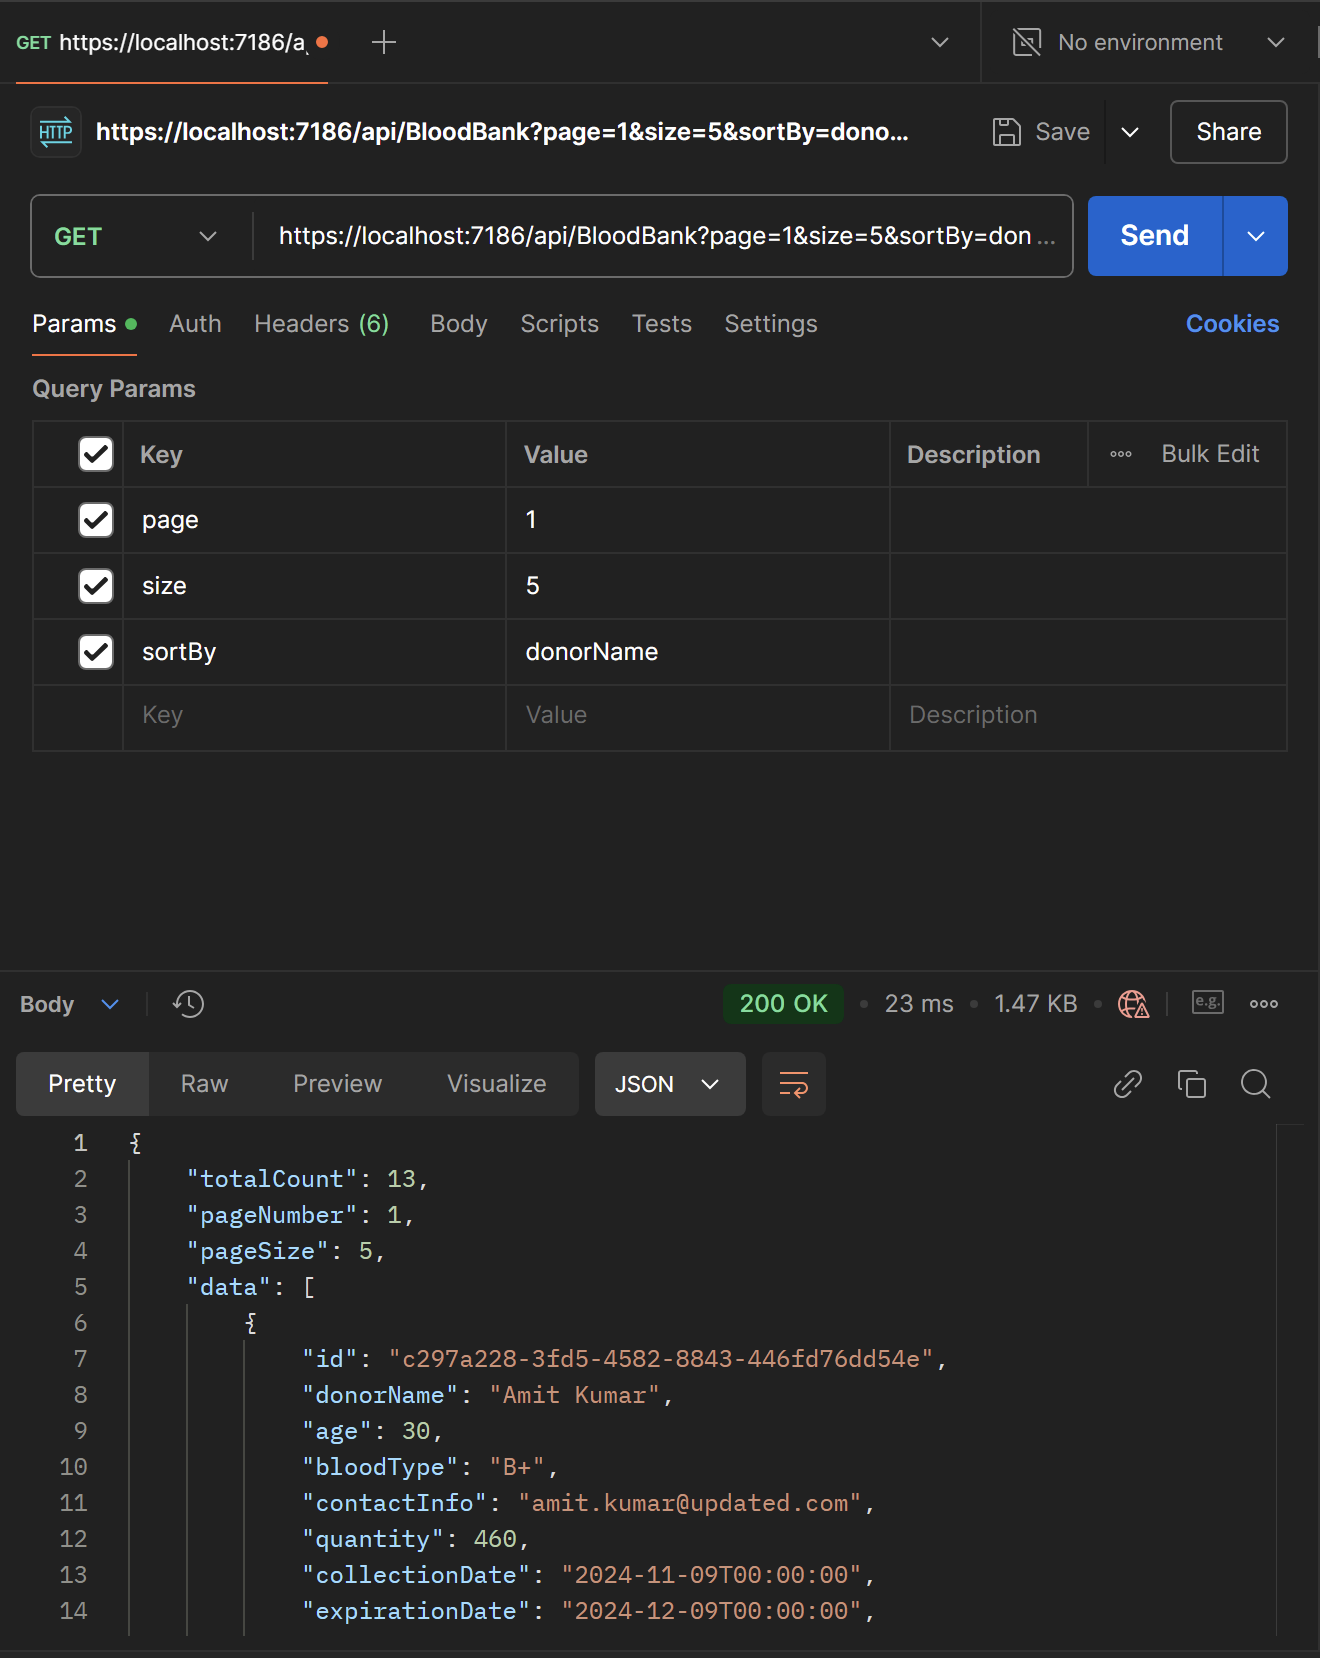 GET https://localhost:7186/a
No environment
HTTP https://localhost:7186/api/BloodBank?page=1&size=5&sortBy=dono... Save Share
GET https://localhost:7186/api/BloodBank?page=1&size=5&sortBy=don ... Send
Params Auth Headers (6) Body Scripts Tests Settings Cookies
Query Params
Key Value Description Bulk Edit
page 1
size 5
sortBy donorName
Key Value Description
Body 200 OK 23 ms 1.47 KB e.g.
Pretty Raw Preview Visualize JSON
1 {
2 "totalCount": 13,
3 "pageNumber": 1,
4 "pageSize": 5,
5 "data": [
6 {
7 "id": "c297a228-3fd5-4582-8843-446fd76dd54e",
8 "donorName": "Amit Kumar",
9 "age": 30,
10 "bloodType": "B+",
11 "contactInfo": "amit.kumar@updated.com",
12 "quantity": 460,
13 "collectionDate": "2024-11-09T00:00:00",
14 "expirationDate": "2024-12-09T00:00:00",